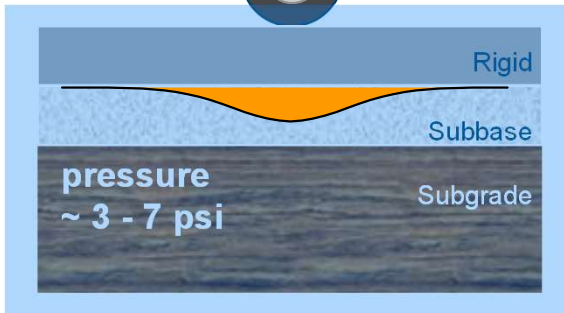 Rigid
Subbase
pressure
~ 3 - 7 psi
Subgrade